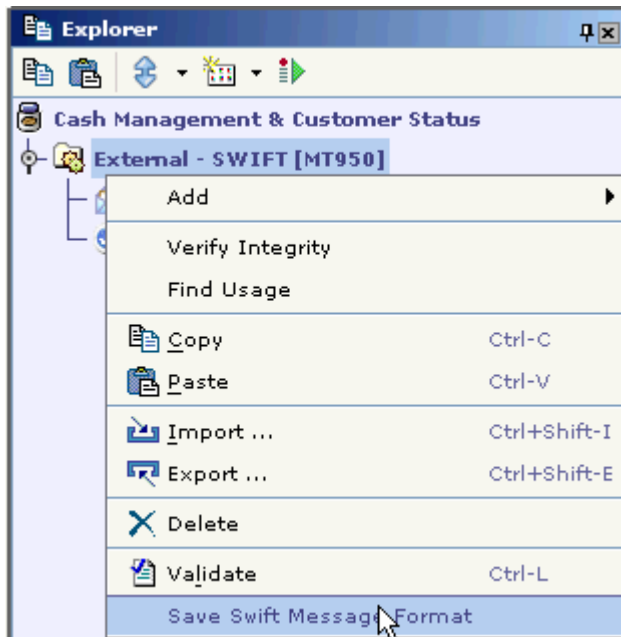 Explorer
Cash Management & Customer Status
External - SWIFT [MT950]
Add
Verify Integrity
Find Usage
Copy Ctrl-C
Paste Ctrl-V
Import ... Ctrl+Shift-I
Export ... Ctrl+Shift-E
Delete
Validate Ctrl-L
Save Swift Message Format